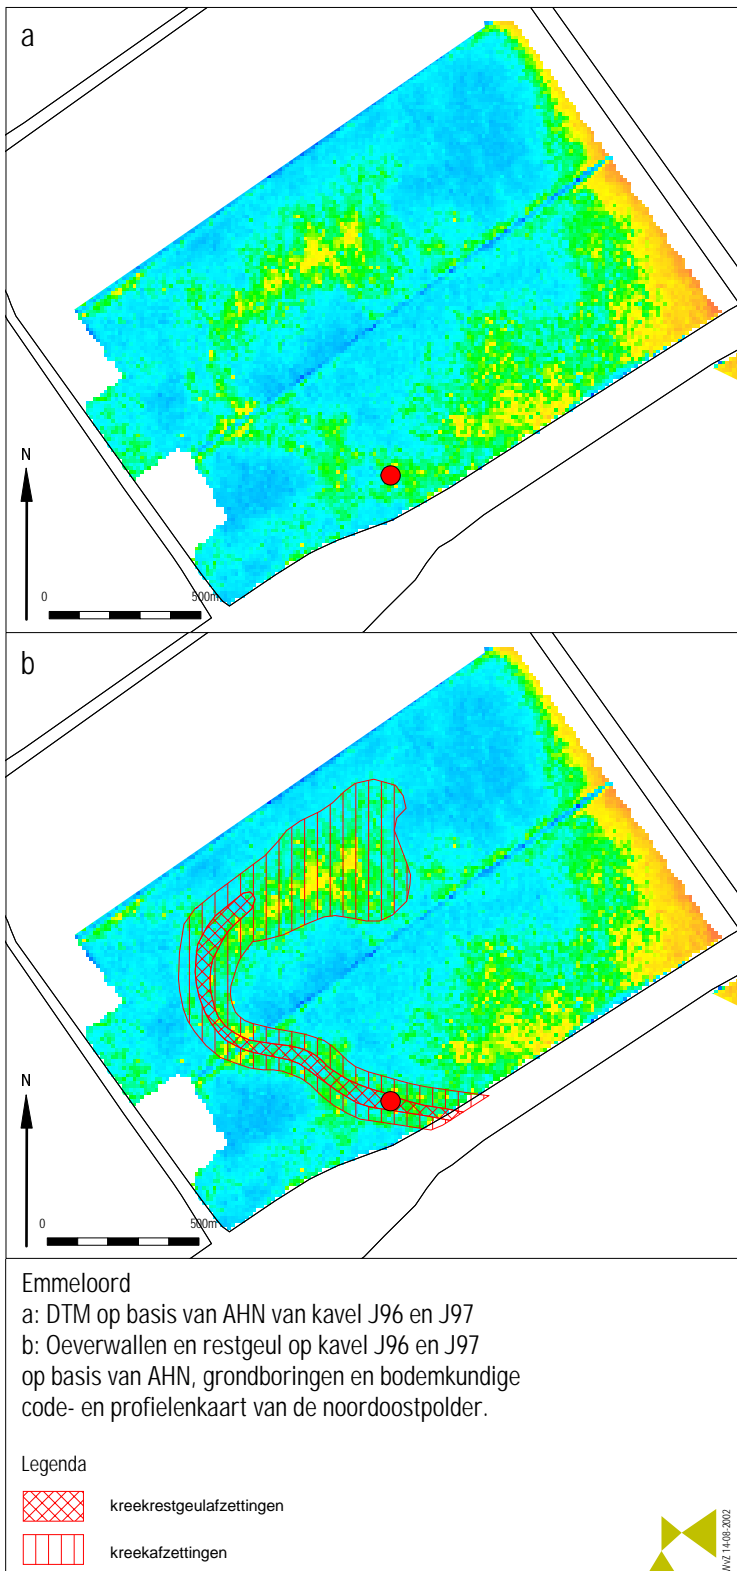 a
N
0
500m
b
N
0
500m
Emmeloord
a: DTM op basis van AHN van kavel J96 en J97
b: Oeverwallen en restgeul op kavel J96 en J97
op basis van AHN, grondboringen en bodemkundige
code- en profielenkaart van de noordoostpolder.
Legenda
kreekrestgeulafzettingen
kreekafzettingen
14-08-2002